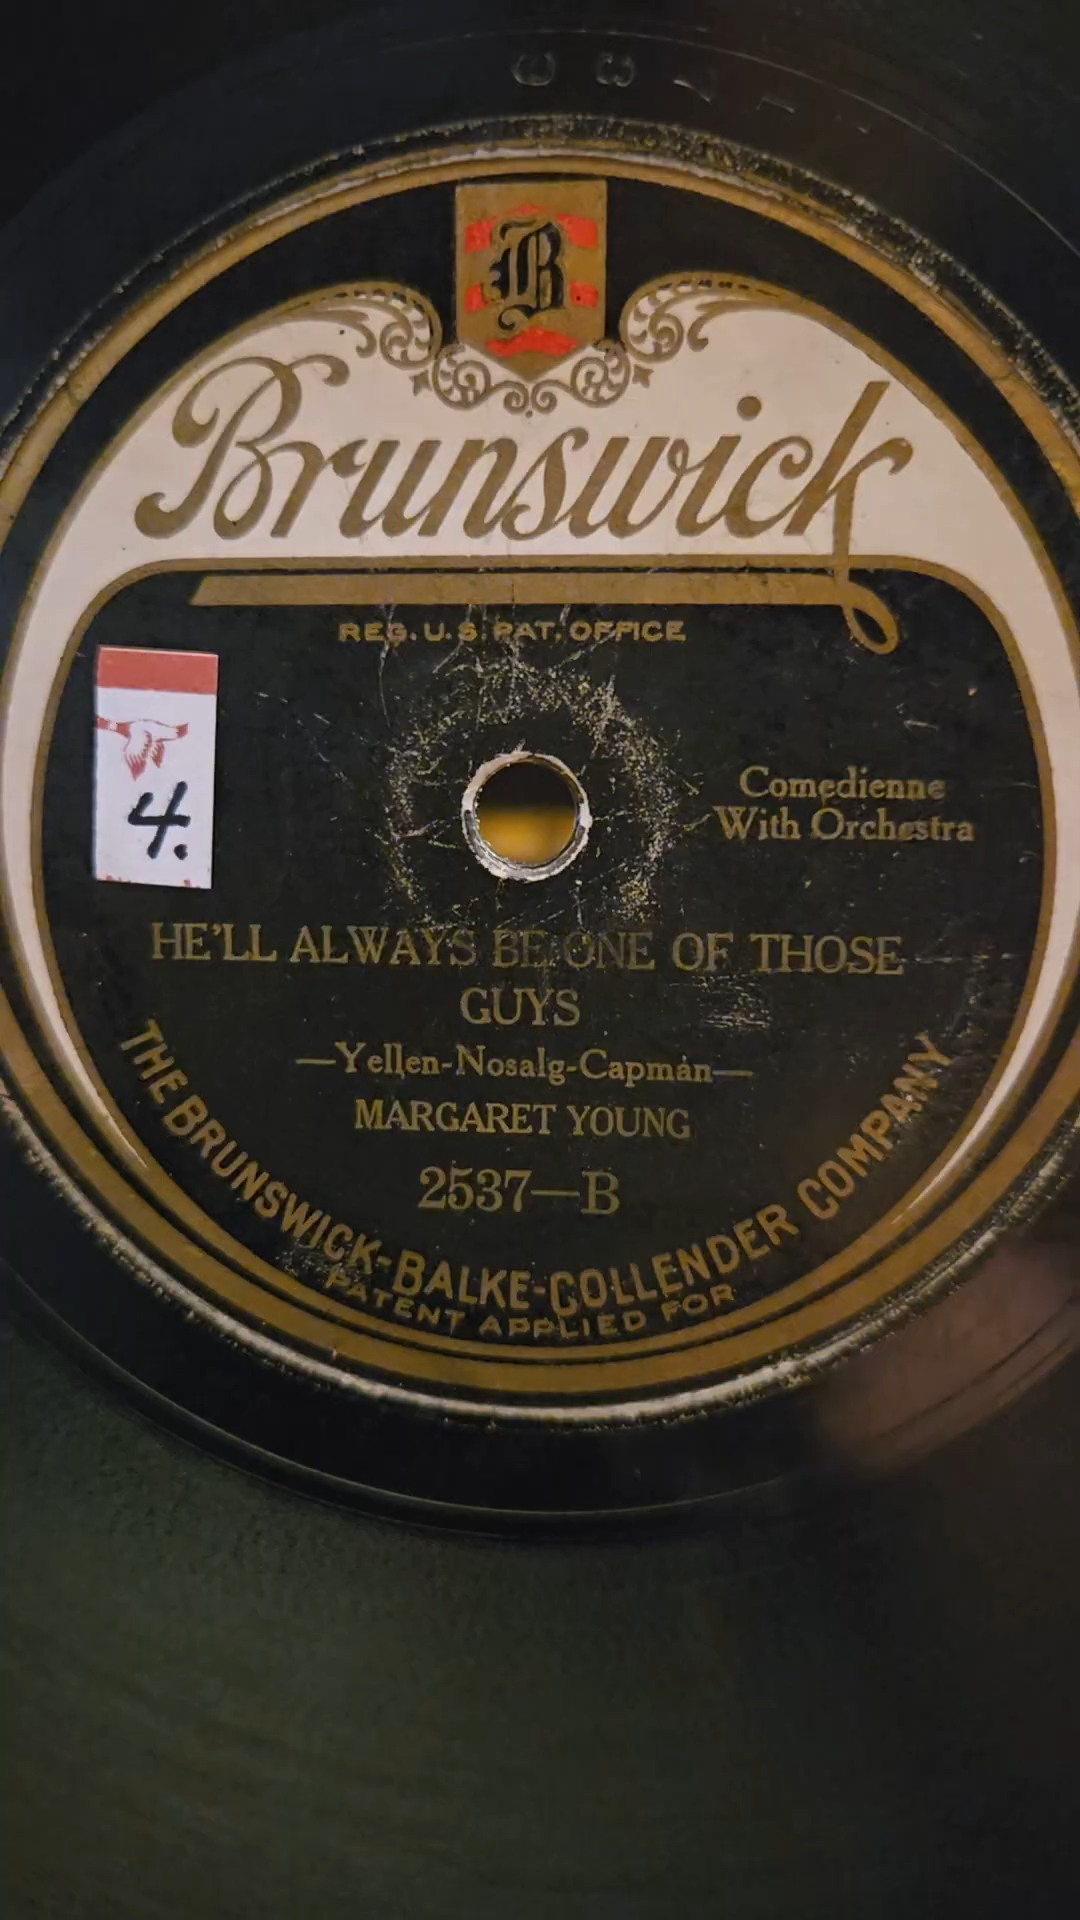 B
Brunswick
REG. U.S. PAT. OFFICE
4.
Comedienne
With Orchestra
HE'LL ALWAYS BE ONE OF THOSE
GUYS
—Yellen-Nosalg-Capman—
MARGARET YOUNG
2537—B
THE BRUNSWICK-BALKE-COLLENDER COMPANY
PATENT APPLIED FOR